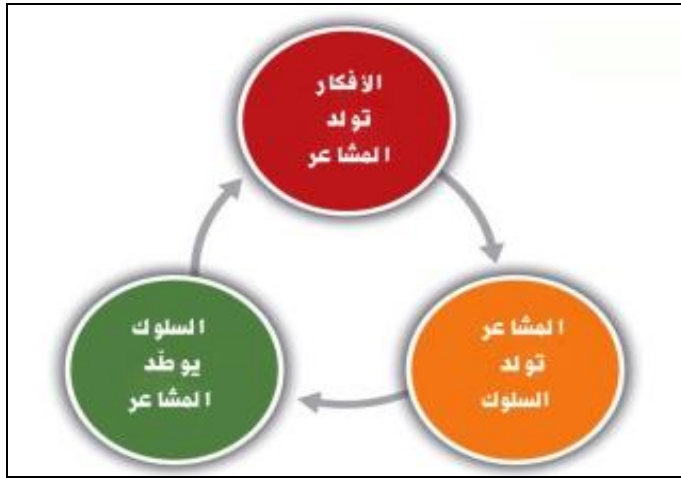 الأفكار
تولد
المشاعر
المشاعر
تولد
السلوك
السلوك
يوطّد
المشاعر